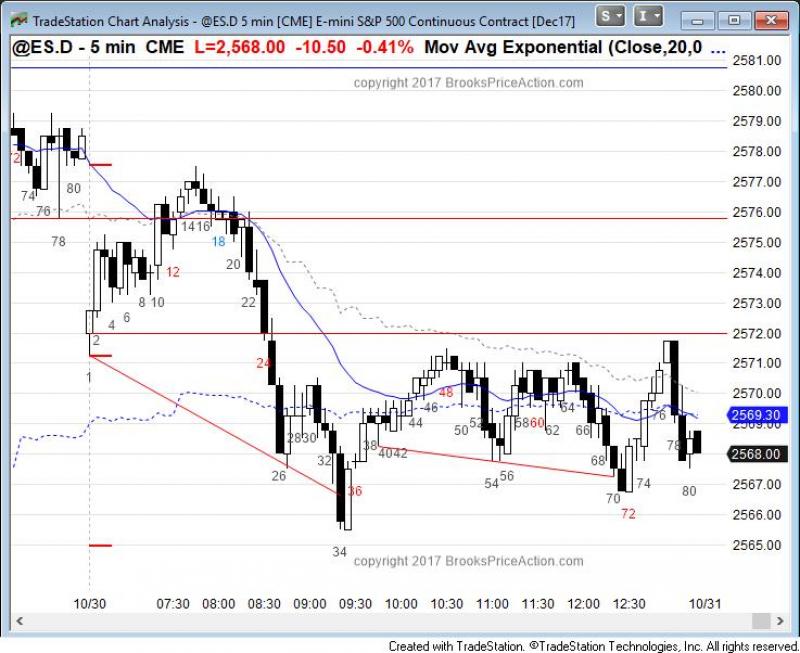 TradeStation Chart Analysis - @ES.D 5 min [CME] E-mini S&P 500 Continuous Contract [Dec17]
S I
@ES.D - 5 min CME L=2,568.00 -10.50 -0.41% Mov Avg Exponential (Close,20,0 ...
copyright 2017 BrooksPriceAction.com
2581.00
2580.00
2579.00
2578.00
2577.00
2576.00
2575.00
2574.00
2573.00
2572.00
2571.00
2570.00
2569.30
2568.00
2567.00
2566.00
2565.00
72 74 76 78 80
1 2 4 6 8 10 12 1416 18 20 22 24 26 2830 32 34 36 38 4042 44 46 48 50 52 54 56 58 60 62 64 66 68 70 72 74 76 78 80
copyright 2017 BrooksPriceAction.com
10/30 07:30 08:00 08:30 09:00 09:30 10:00 10:30 11:00 11:30 12:00 12:30 10/31
Created with TradeStation. ©TradeStation Technologies, Inc. All rights reserved.